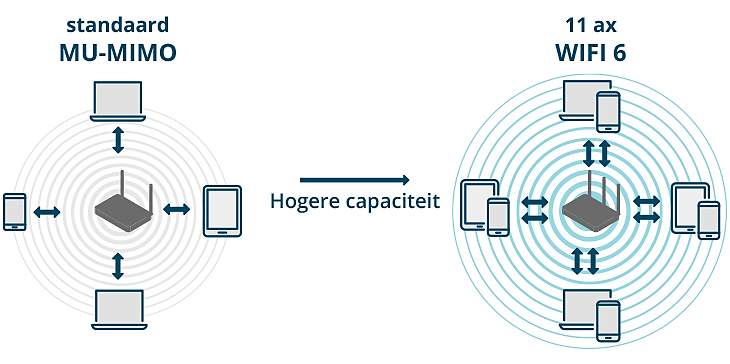 standaard
MU-MIMO
11 ax
WIFI 6
Hogere capaciteit